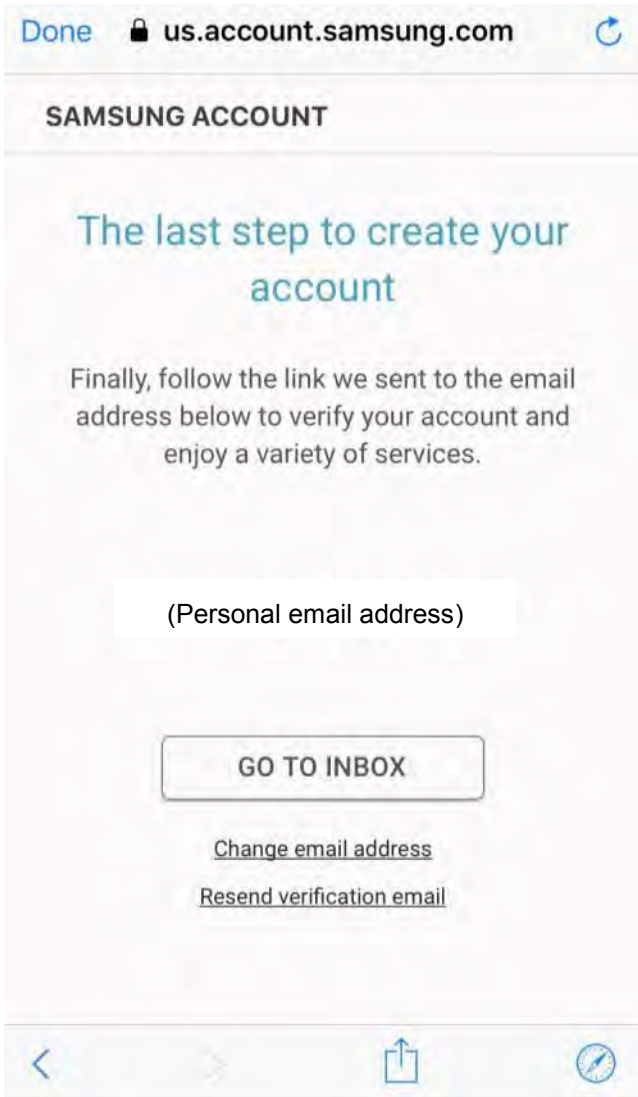 Done us.account.samsung.com
SAMSUNG ACCOUNT
The last step to create your
account
Finally, follow the link we sent to the email
address below to verify your account and
enjoy a variety of services.
(Personal email address)
GO TO INBOX
Change email address
Resend verification email